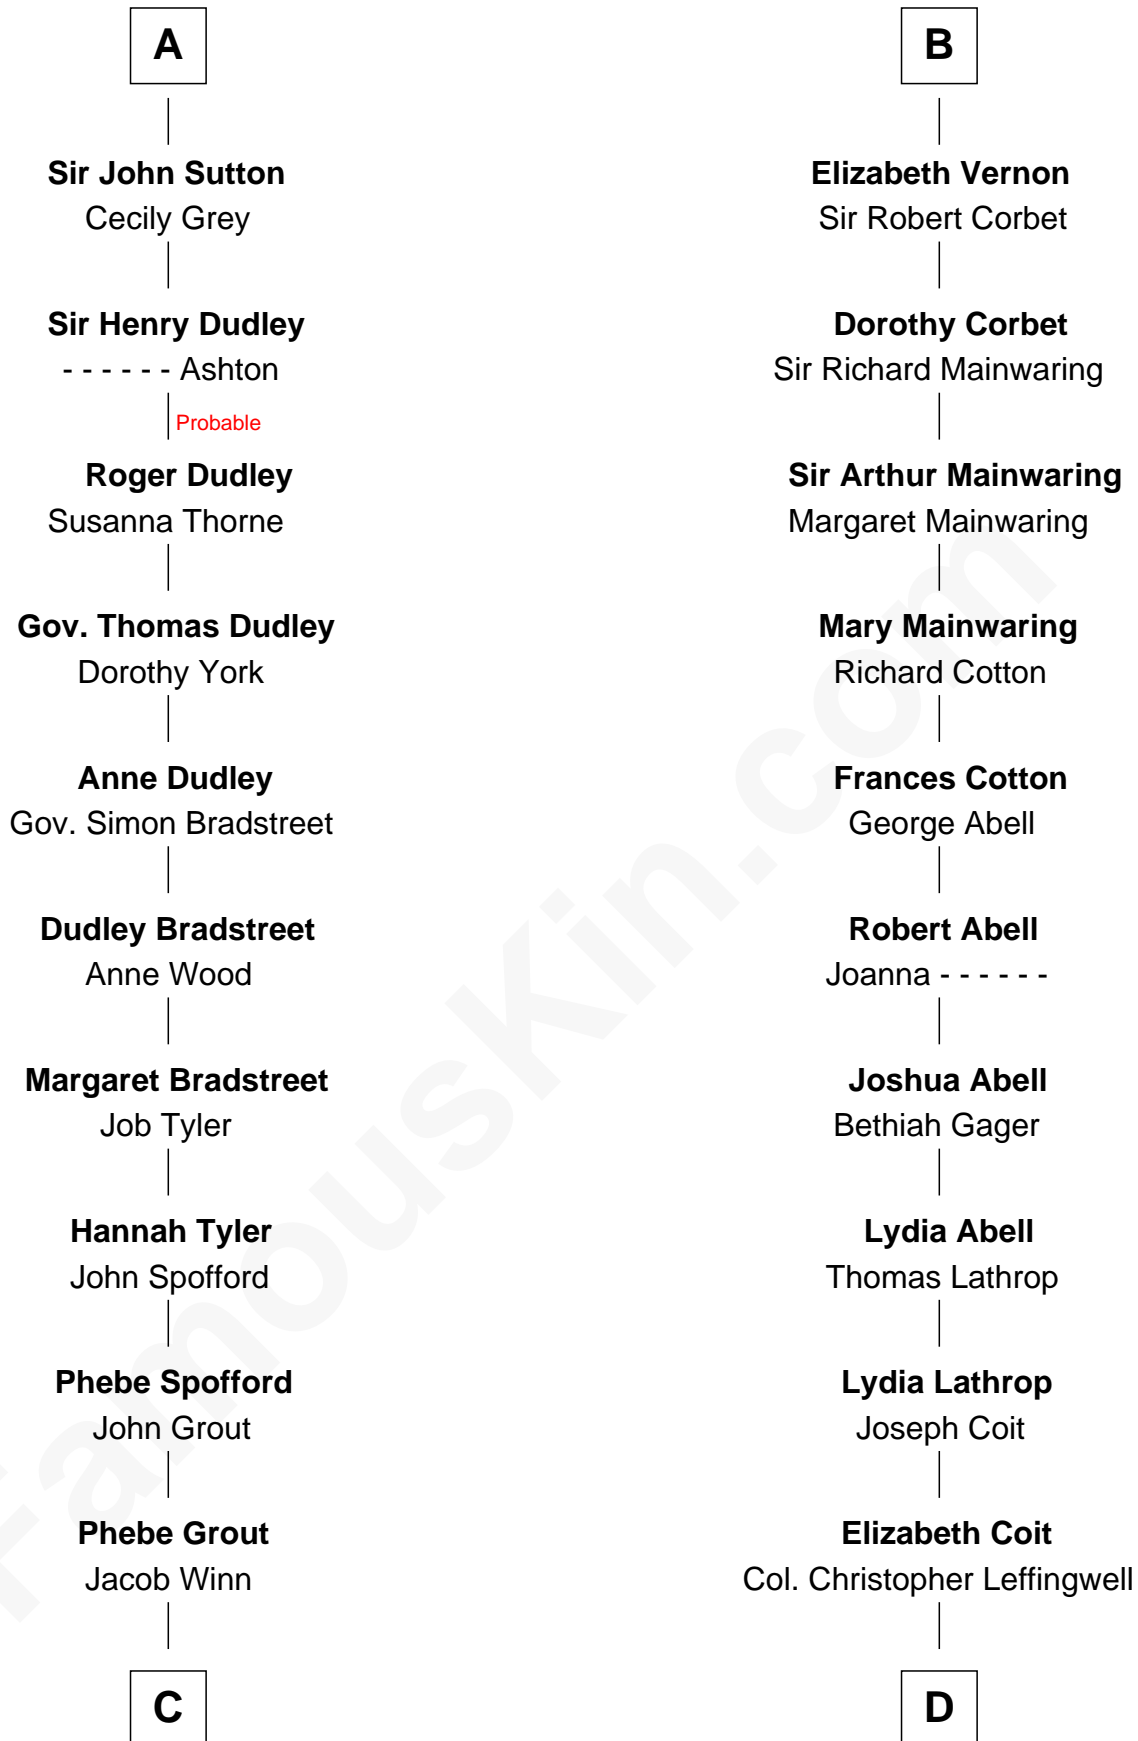 A
Sir John Sutton
Cecily Grey
Sir Henry Dudley
- - - - - - Ashton
Probable
Roger Dudley
Susanna Thorne
Gov. Thomas Dudley
Dorothy York
Anne Dudley
Gov. Simon Bradstreet
Dudley Bradstreet
Anne Wood
Margaret Bradstreet
Job Tyler
Hannah Tyler
John Spofford
Phebe Spofford
John Grout
Phebe Grout
Jacob Winn
C
B
Elizabeth Vernon
Sir Robert Corbet
Dorothy Corbet
Sir Richard Mainwaring
Sir Arthur Mainwaring
Margaret Mainwaring
Mary Mainwaring
Richard Cotton
Frances Cotton
George Abell
Robert Abell
Joanna - - - - - -
Joshua Abell
Bethiah Gager
Lydia Abell
Thomas Lathrop
Lydia Lathrop
Joseph Coit
Elizabeth Coit
Col. Christopher Leffingwell
D
FamousKin.com